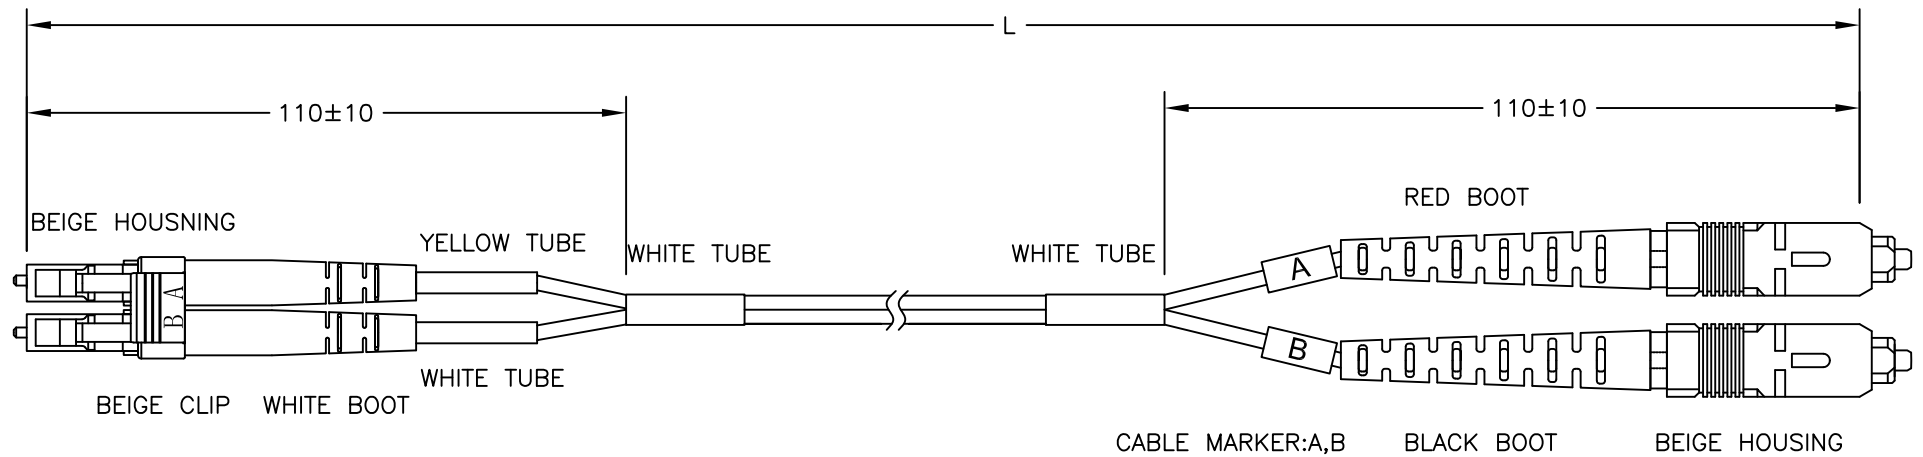 L
110±10
110±10
RED BOOT
BEIGE HOUSNING
YELLOW TUBE
WHITE TUBE
WHITE TUBE
A
B A
B
WHITE TUBE
BEIGE CLIP
WHITE BOOT
CABLE MARKER:A,B
BLACK BOOT
BEIGE HOUSING